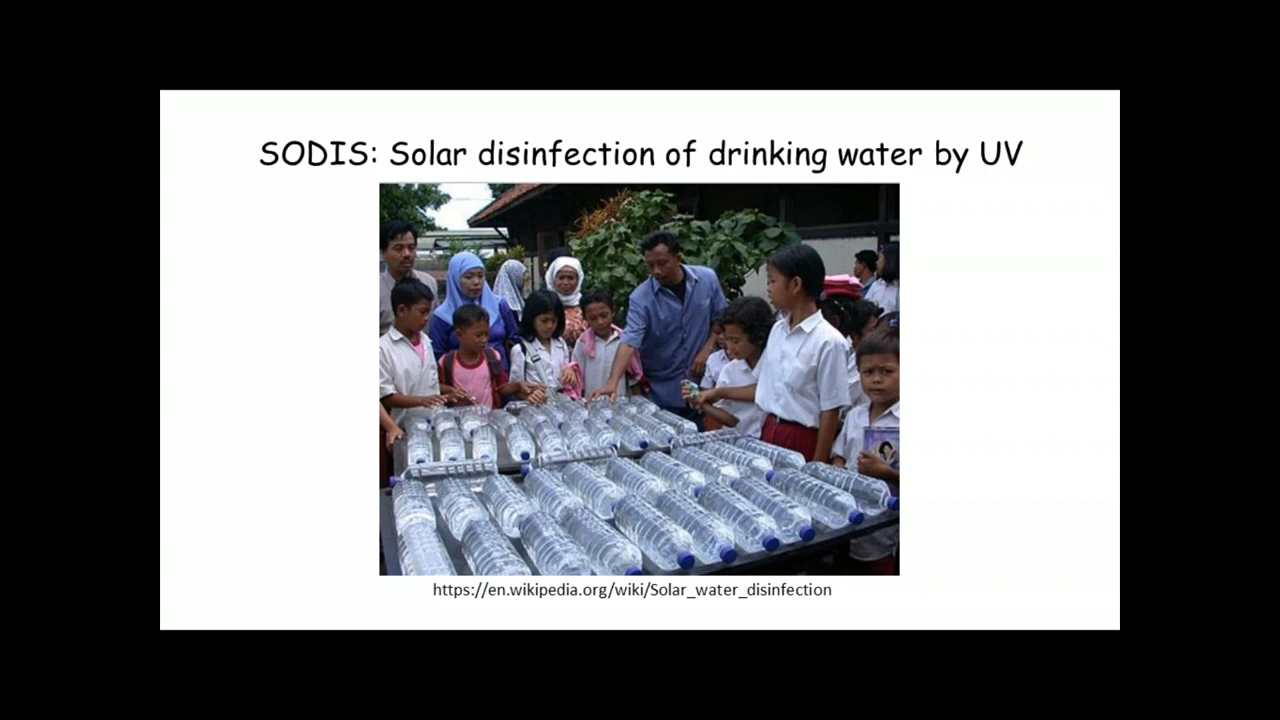 SODIS: Solar disinfection of drinking water by UV
https://en.wikipedia.org/wiki/Solar_water_disinfection